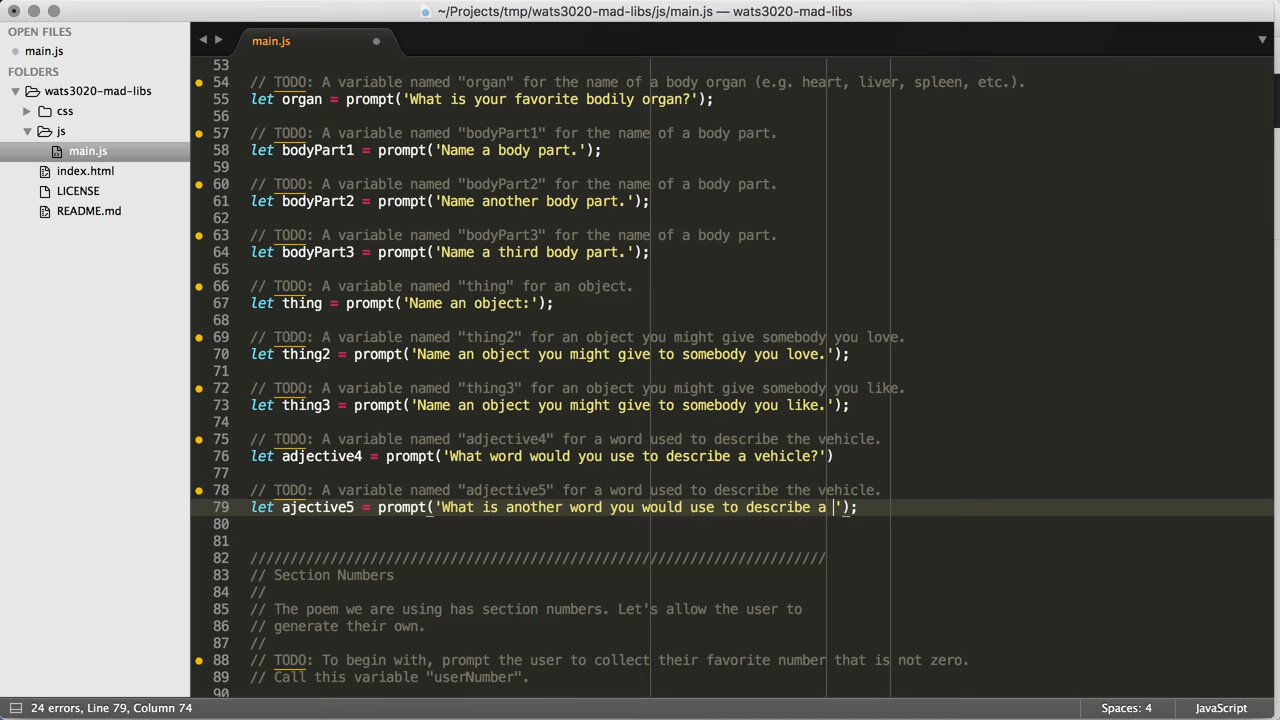 ~/Projects/tmp/wats3020-mad-libs/js/main.js — wats3020-mad-libs
OPEN FILES
main.js
FOLDERS
wats3020-mad-libs
css
js
main.js
index.html
LICENSE
README.md
main.js
53
54 // TODO: A variable named "organ" for the name of a body organ (e.g. heart, liver, spleen, etc.).
55 let organ = prompt('What is your favorite bodily organ?');
56
57 // TODO: A variable named "bodyPart1" for the name of a body part.
58 let bodyPart1 = prompt('Name a body part.');
59
60 // TODO: A variable named "bodyPart2" for the name of a body part.
61 let bodyPart2 = prompt('Name another body part.');
62
63 // TODO: A variable named "bodyPart3" for the name of a body part.
64 let bodyPart3 = prompt('Name a third body part.');
65
66 // TODO: A variable named "thing" for an object.
67 let thing = prompt('Name an object:');
68
69 // TODO: A variable named "thing2" for an object you might give somebody you love.
70 let thing2 = prompt('Name an object you might give to somebody you love.');
71
72 // TODO: A variable named "thing3" for an object you might give somebody you like.
73 let thing3 = prompt('Name an object you might give to somebody you like.');
74
75 // TODO: A variable named "adjective4" for a word used to describe the vehicle.
76 let adjective4 = prompt('What word would you use to describe a vehicle?')
77
78 // TODO: A variable named "adjective5" for a word used to describe the vehicle.
79 let ajective5 = prompt('What is another word you would use to describe a ');
80
81
82 ////////////////////////////////////////////////////////////////////////
83 // Section Numbers
84 //
85 // The poem we are using has section numbers. Let's allow the user to
86 // generate their own.
87 //
88 // TODO: To begin with, prompt the user to collect their favorite number that is not zero.
89 // Call this variable "userNumber".
90
24 errors, Line 79, Column 74
Spaces: 4
JavaScript